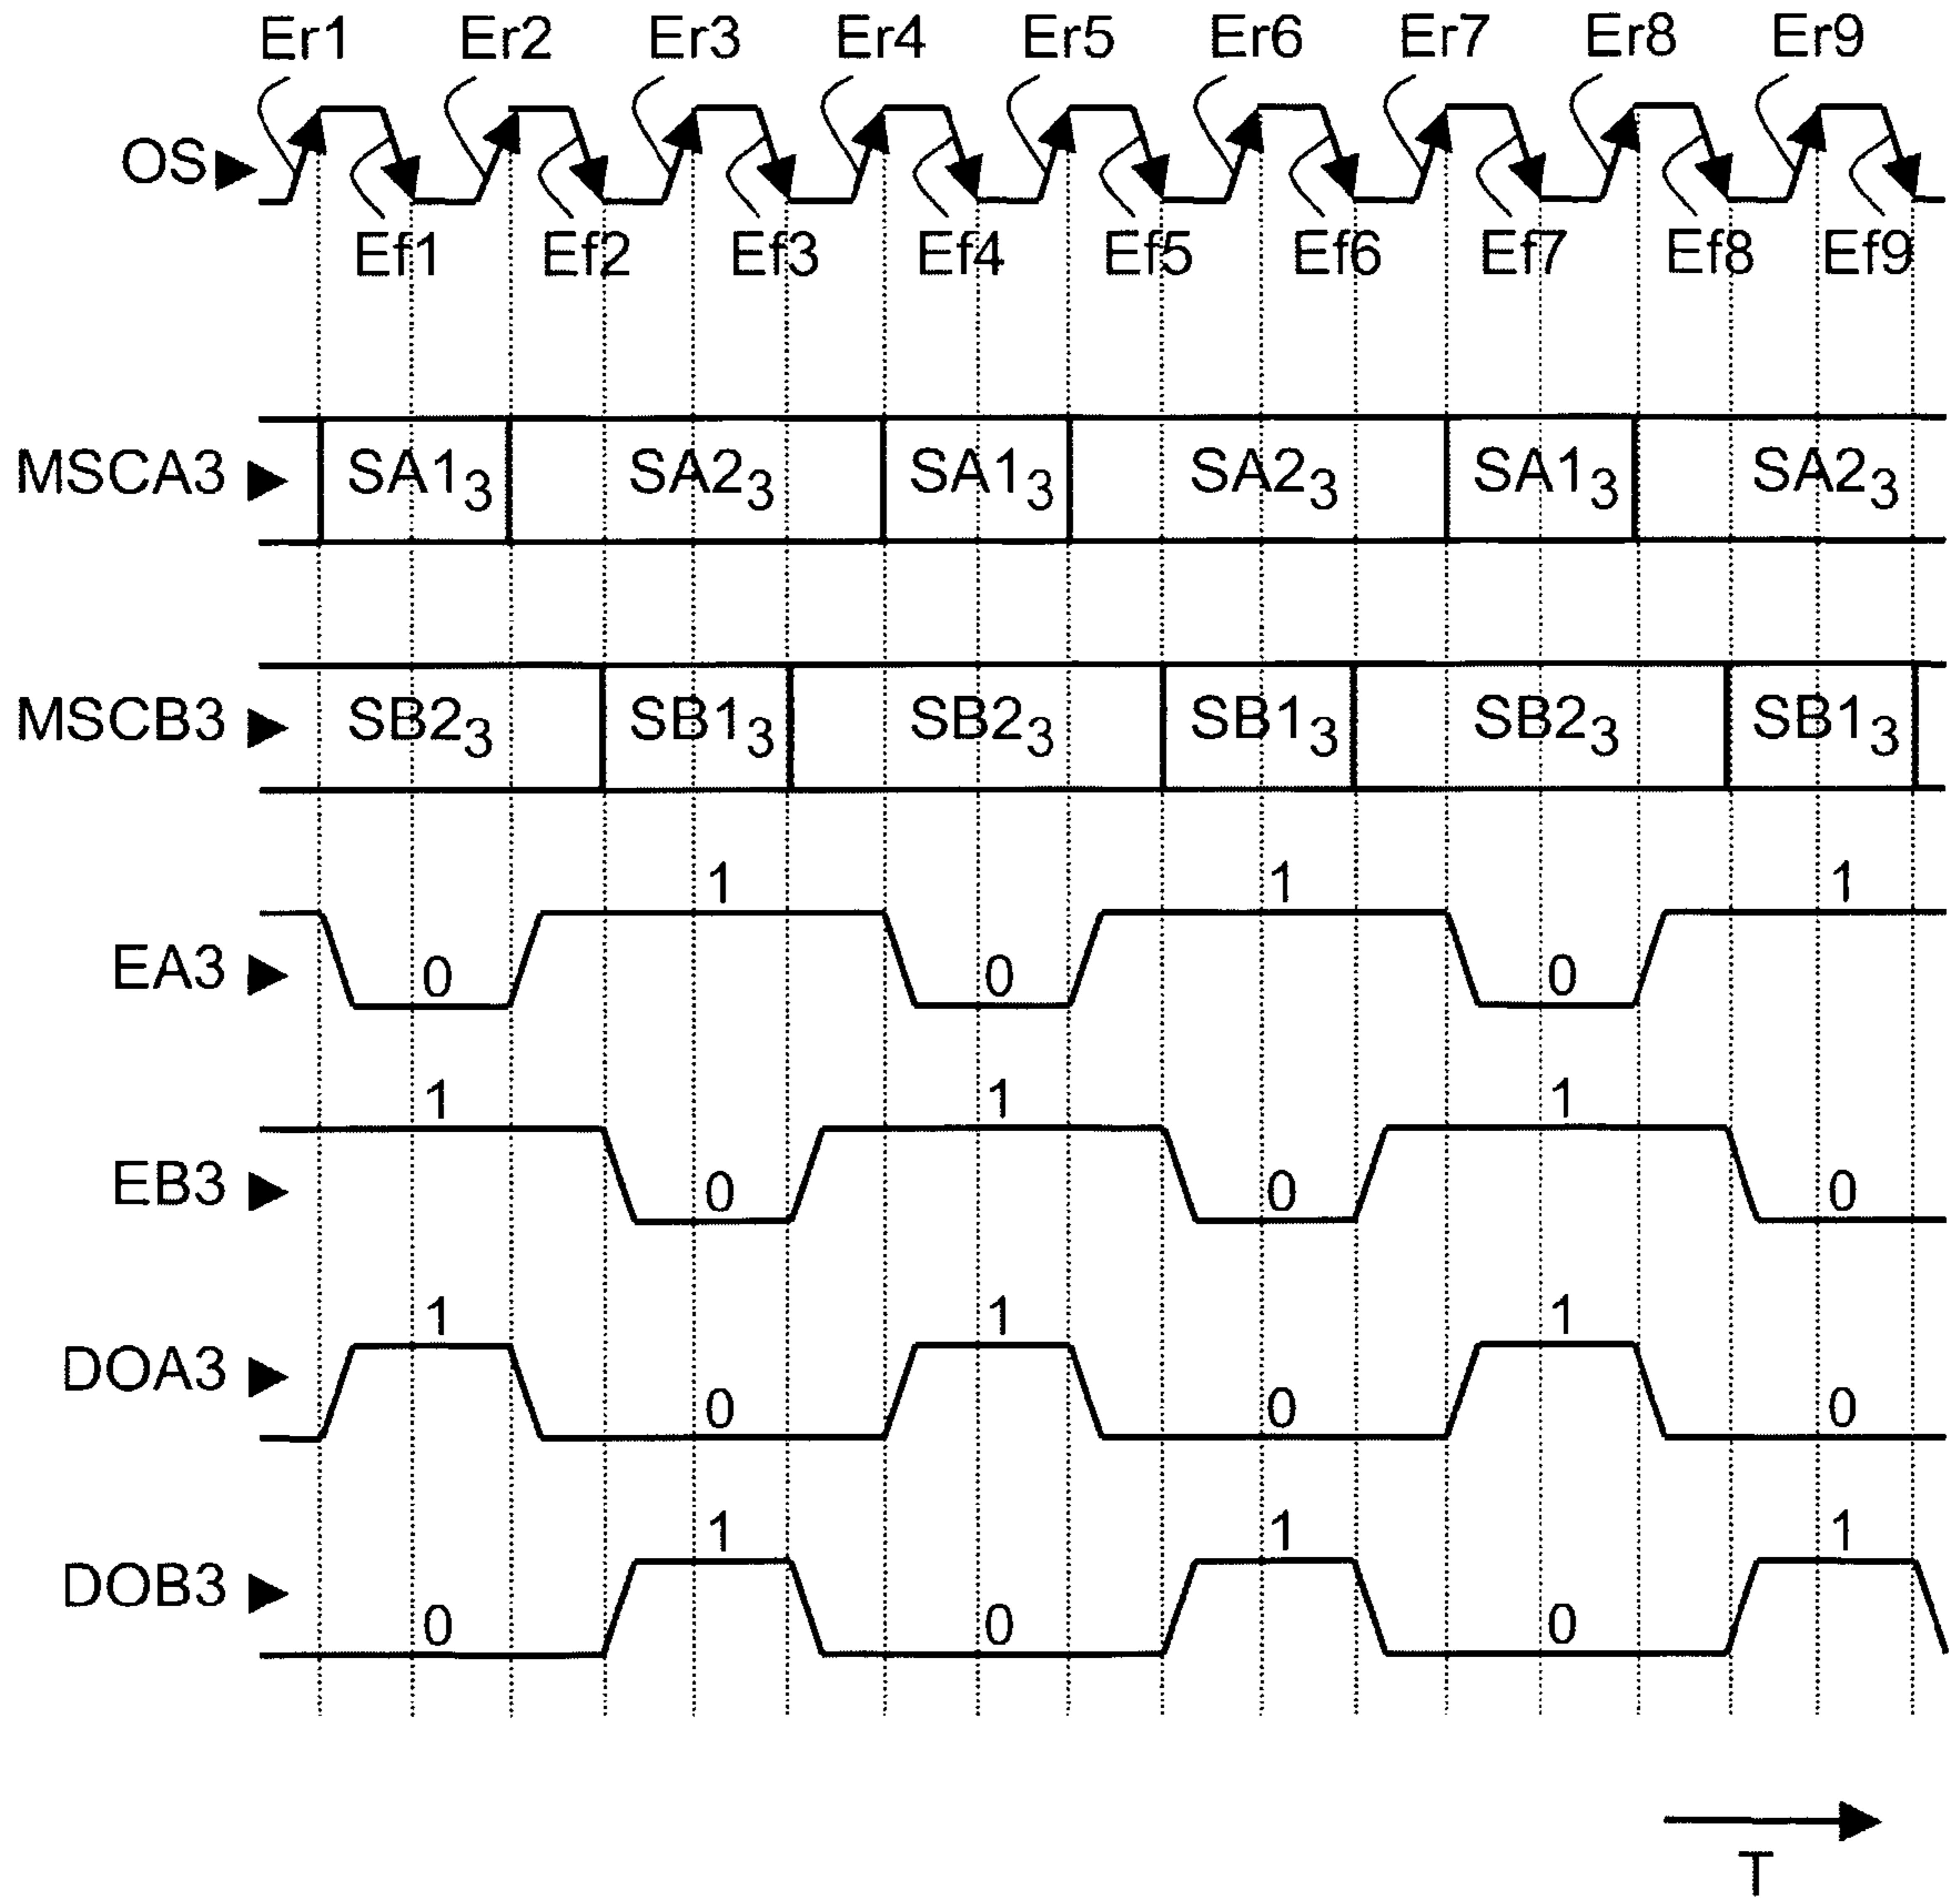 Er1 Er2 Er3 Er4 Er5 Er6 Er7 Er8 Er9
OS
Ef1 Ef2 Ef3 Ef4 Ef5 Ef6 Ef7 Ef8 Ef9
MSCA3 SA1₃ SA2₃ SA1₃ SA2₃ SA1₃ SA2₃
MSCB3 SB2₃ SB1₃ SB2₃ SB1₃ SB2₃ SB1₃
1 1 1
EA3 0 0 0
1 1 1
EB3 0 0 0
1 1 1
DOA3 0 0 0
1 1 1
DOB3 0 0 0
T